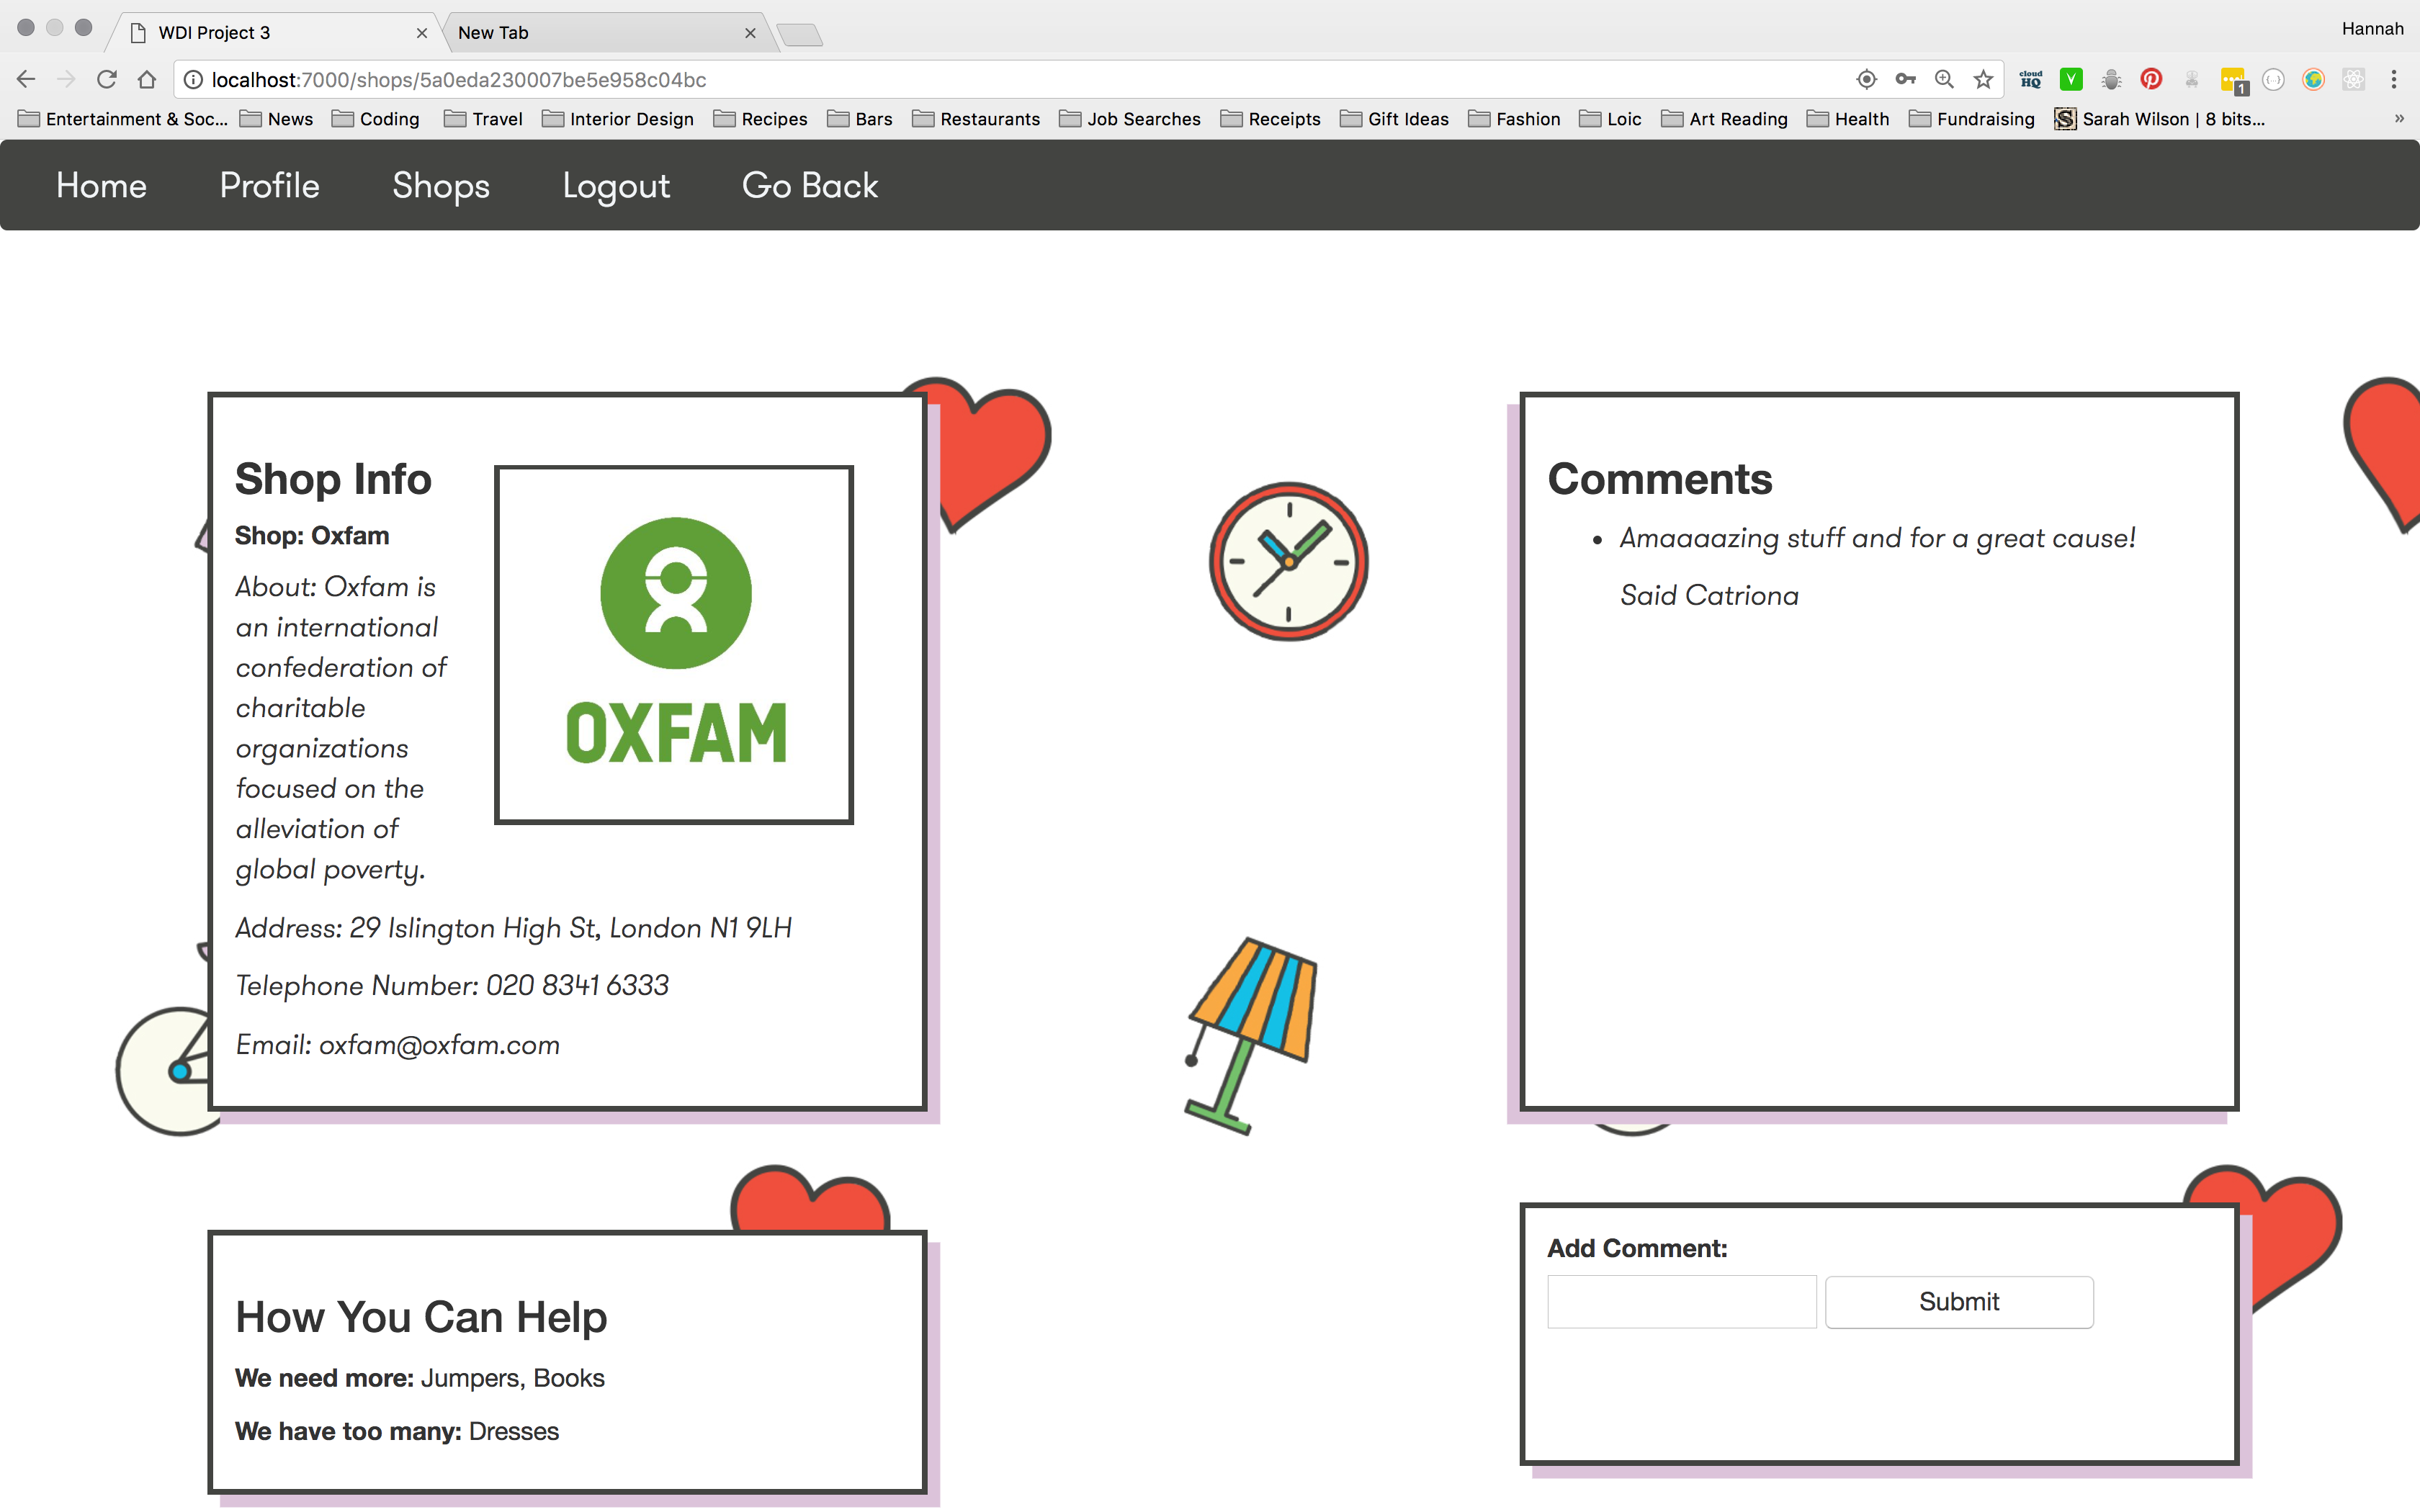 WDI Project 3
New Tab
Hannah
localhost:7000/shops/5a0eda230007be5e958c04bc
cloud HQ
1
Entertainment & Soc... News Coding Travel Interior Design Recipes Bars Restaurants Job Searches Receipts Gift Ideas Fashion Loic Art Reading Health Fundraising Sarah Wilson | 8 bits... »
Home Profile Shops Logout Go Back
Shop Info
Shop: Oxfam
About: Oxfam is
an international
confederation of
charitable
organizations
focused on the
alleviation of
global poverty.
OXFAM
Address: 29 Islington High St, London N1 9LH
Telephone Number: 020 8341 6333
Email: oxfam@oxfam.com
Comments
• Amaaaazing stuff and for a great cause!
Said Catriona
How You Can Help
We need more: Jumpers, Books
We have too many: Dresses
Add Comment:
Submit